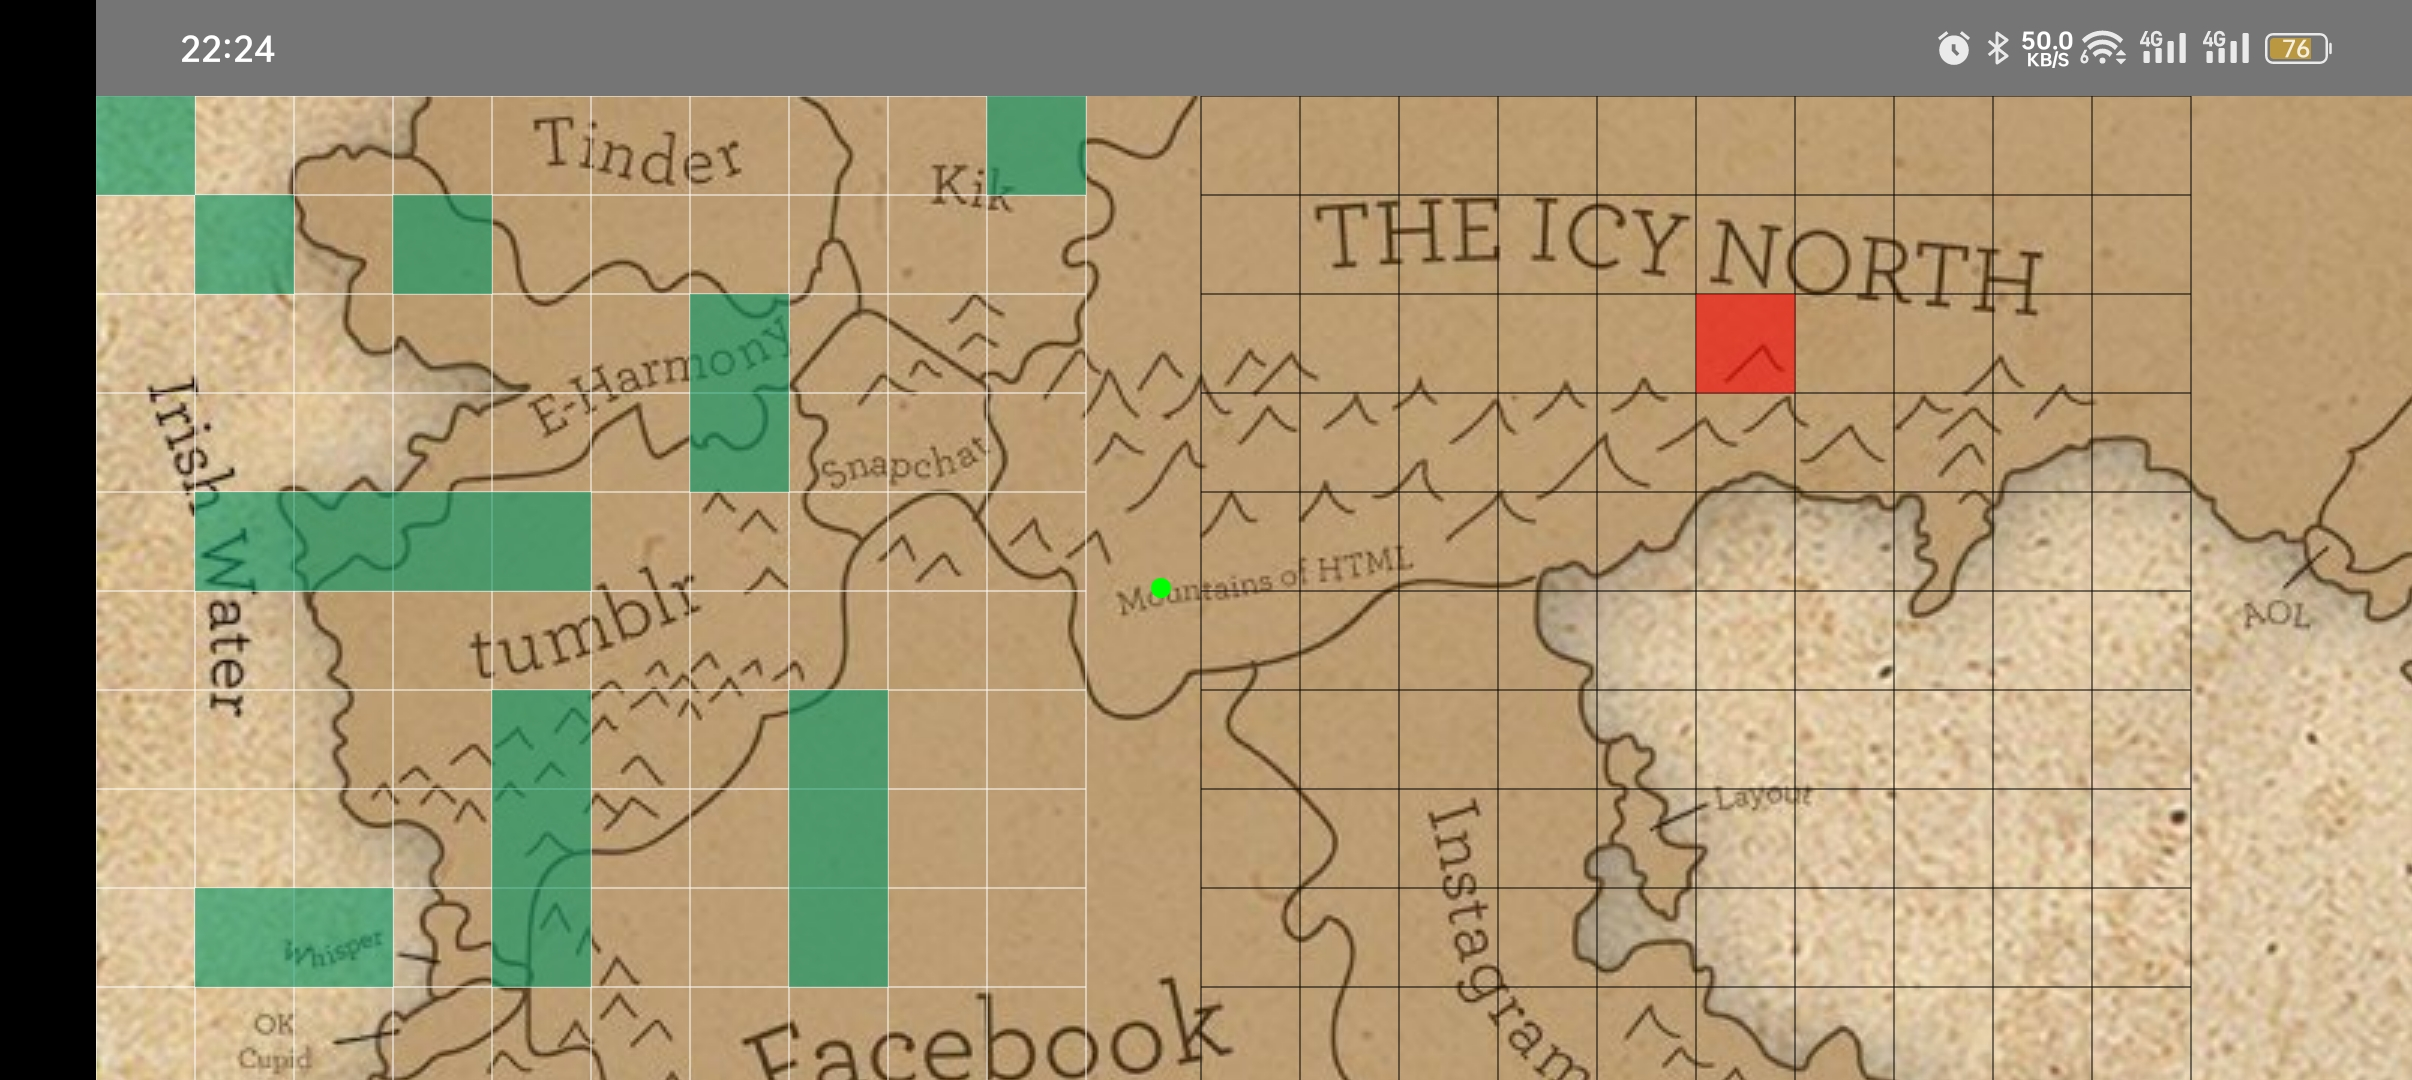 22:24
50.0
KB/S
6
4G
4G
76
Tinder
Kik
THE ICY NORTH
E-Harmony
Irish Water
Snapchat
Mountains of HTML
tumblr
AOL
Layout
Instagram
Whisper
OK
Cupid
Facebook